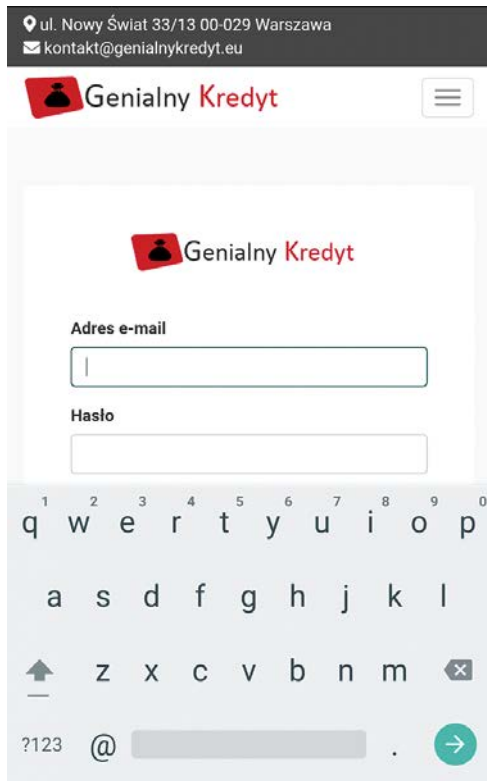 ul. Nowy Świat 33/13 00-029 Warszawa
kontakt@genialnykredyt.eu
Genialny Kredyt
Genialny Kredyt
Adres e-mail
Hasło
1 2 3 4 5 6 7 8 9 0
q w e r t y u i o p
a s d f g h j k l
z x c v b n m
?123 @ .